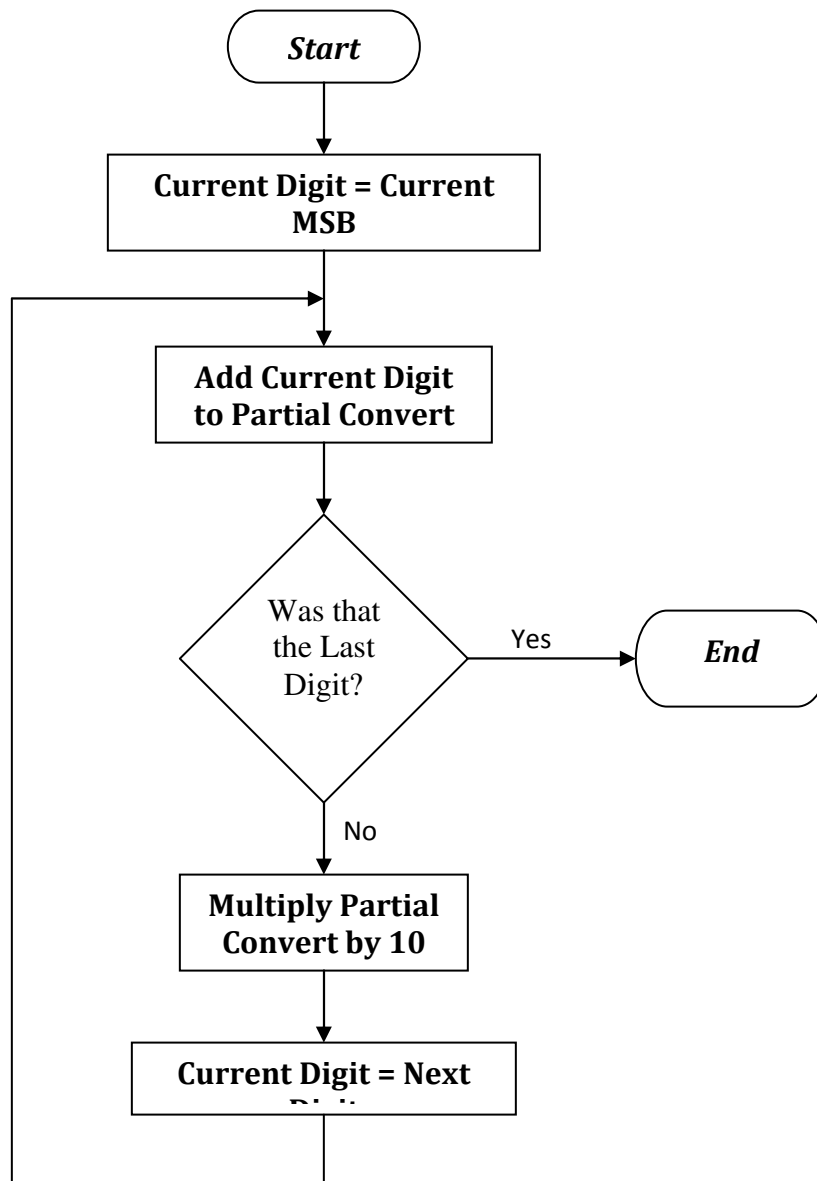 Start
Current Digit = Current
MSB
Add Current Digit
to Partial Convert
Was that
the Last
Digit?
Yes
End
No
Multiply Partial
Convert by 10
Current Digit = Next
Digit